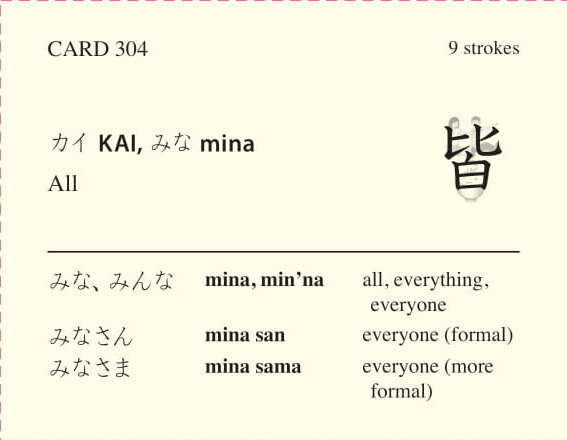 CARD 304 9 strokes
カイ KAI, みな mina
皆
All
みな、みんな mina, min’na all, everything,
everyone
みなさん mina san everyone (formal)
みなさま mina sama everyone (more
formal)